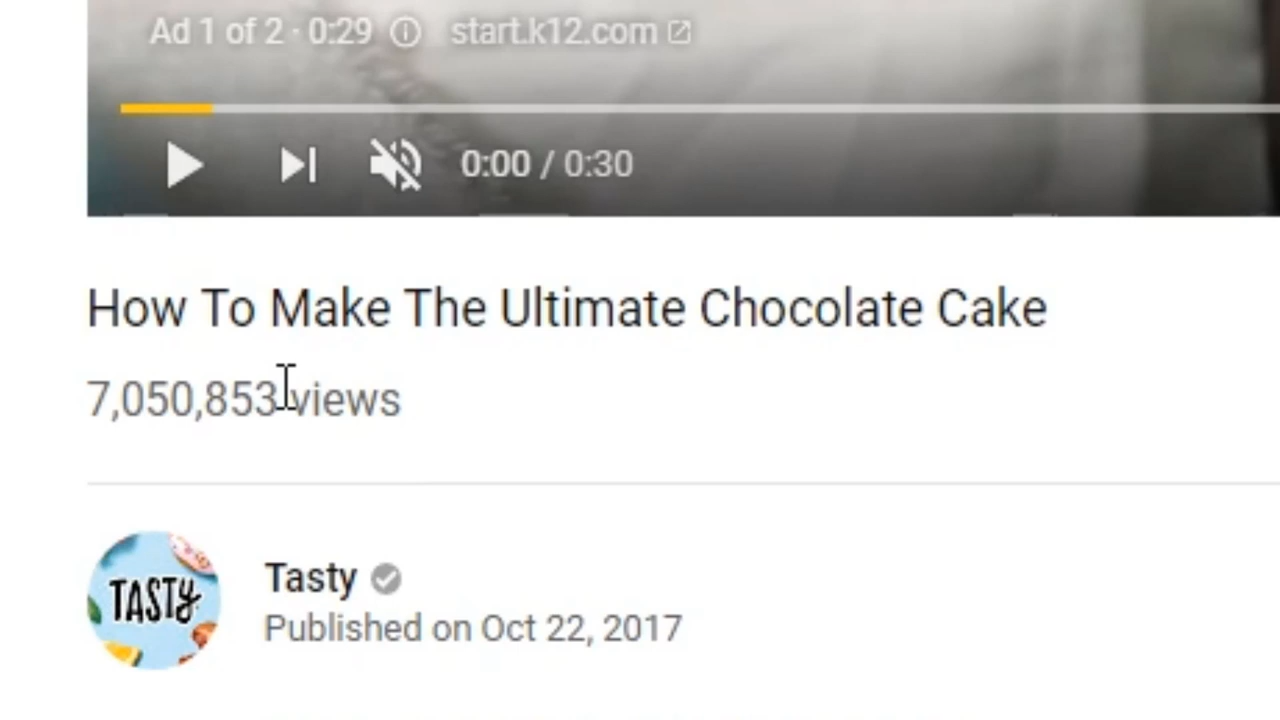 Ad 1 of 2 · 0:29 ⓘ start.k12.com
0:00 / 0:30
How To Make The Ultimate Chocolate Cake
7,050,853 views
TASTY
Tasty
Published on Oct 22, 2017